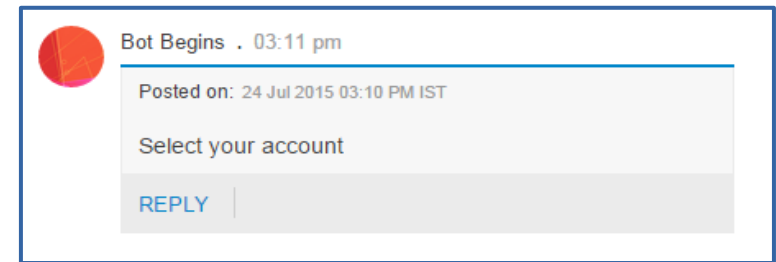 Bot Begins . 03:11 pm
Posted on: 24 Jul 2015 03:10 PM IST
Select your account
REPLY